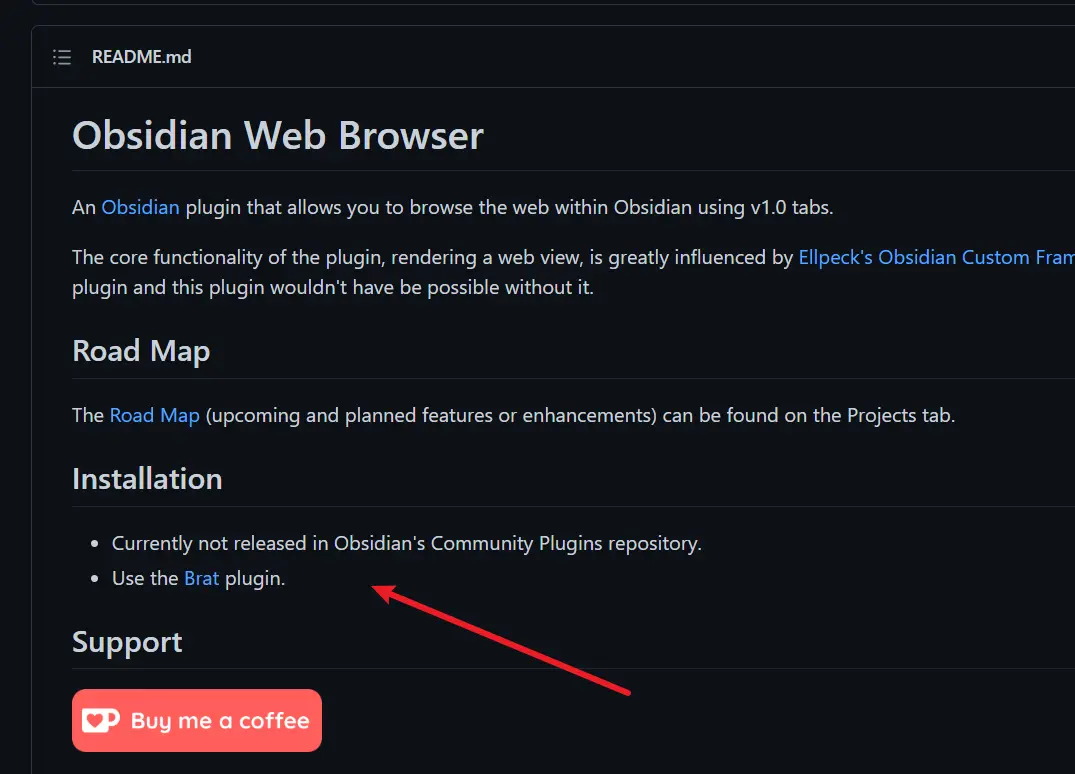 README.md
Obsidian Web Browser
An Obsidian plugin that allows you to browse the web within Obsidian using v1.0 tabs.
The core functionality of the plugin, rendering a web view, is greatly influenced by Ellpeck's Obsidian Custom Fram
plugin and this plugin wouldn't have be possible without it.
Road Map
The Road Map (upcoming and planned features or enhancements) can be found on the Projects tab.
Installation
Currently not released in Obsidian's Community Plugins repository.
Use the Brat plugin.
Support
Buy me a coffee